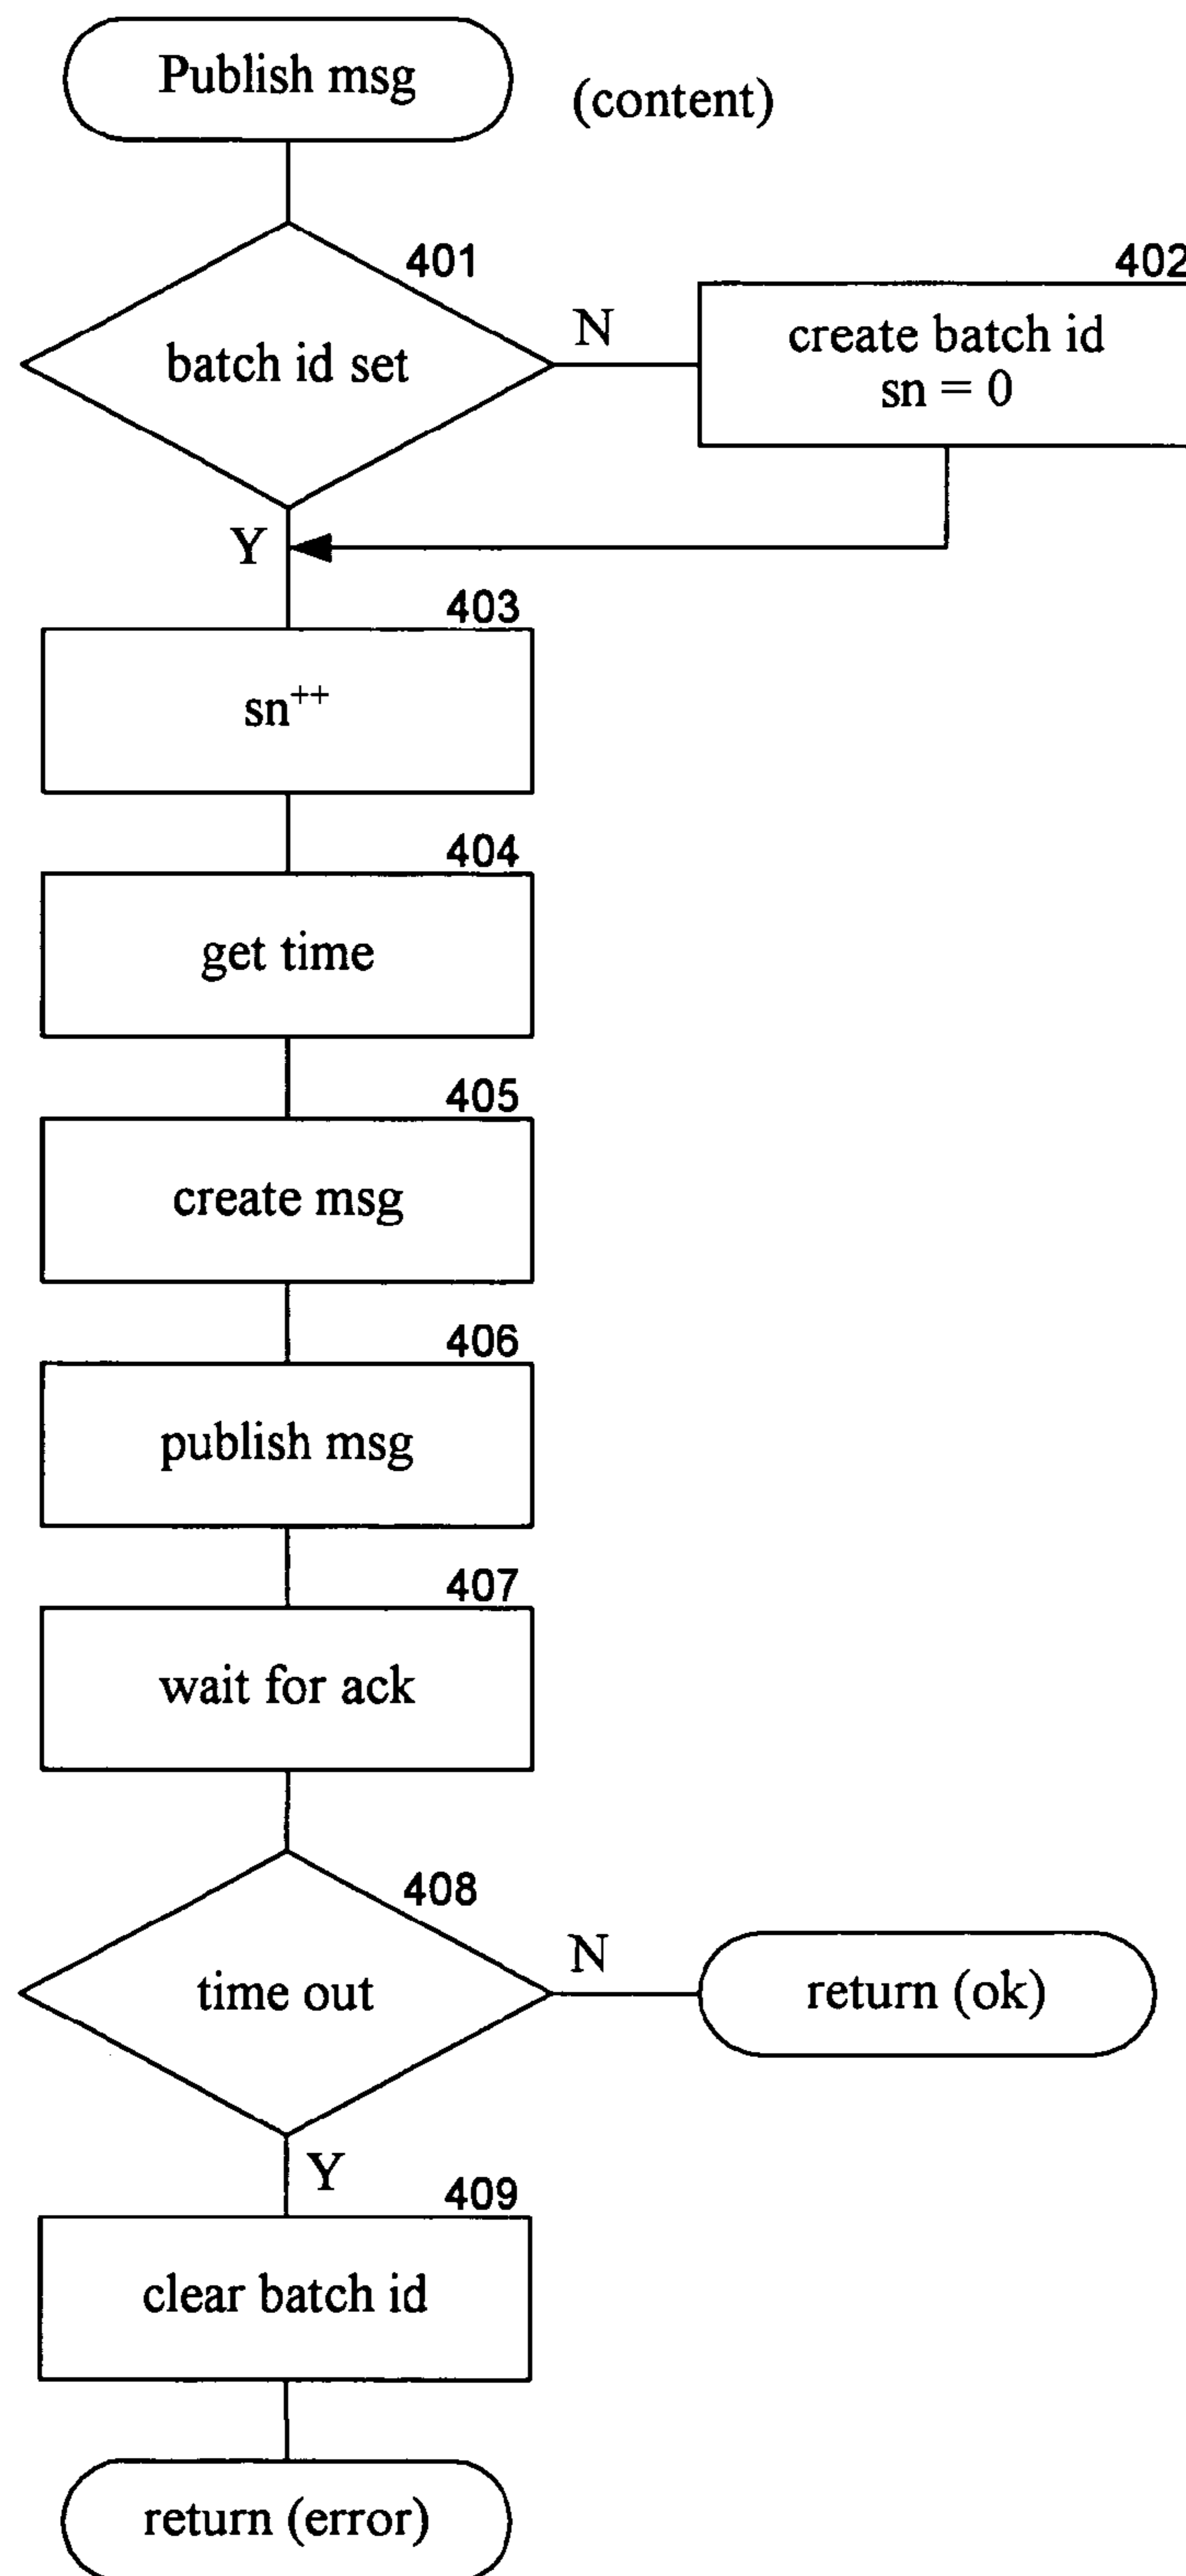 Publish msg
(content)
401
batch id set
N
402
create batch id
sn = 0
Y
403
sn++
404
get time
405
create msg
406
publish msg
407
wait for ack
408
time out
N
return (ok)
Y
409
clear batch id
return (error)